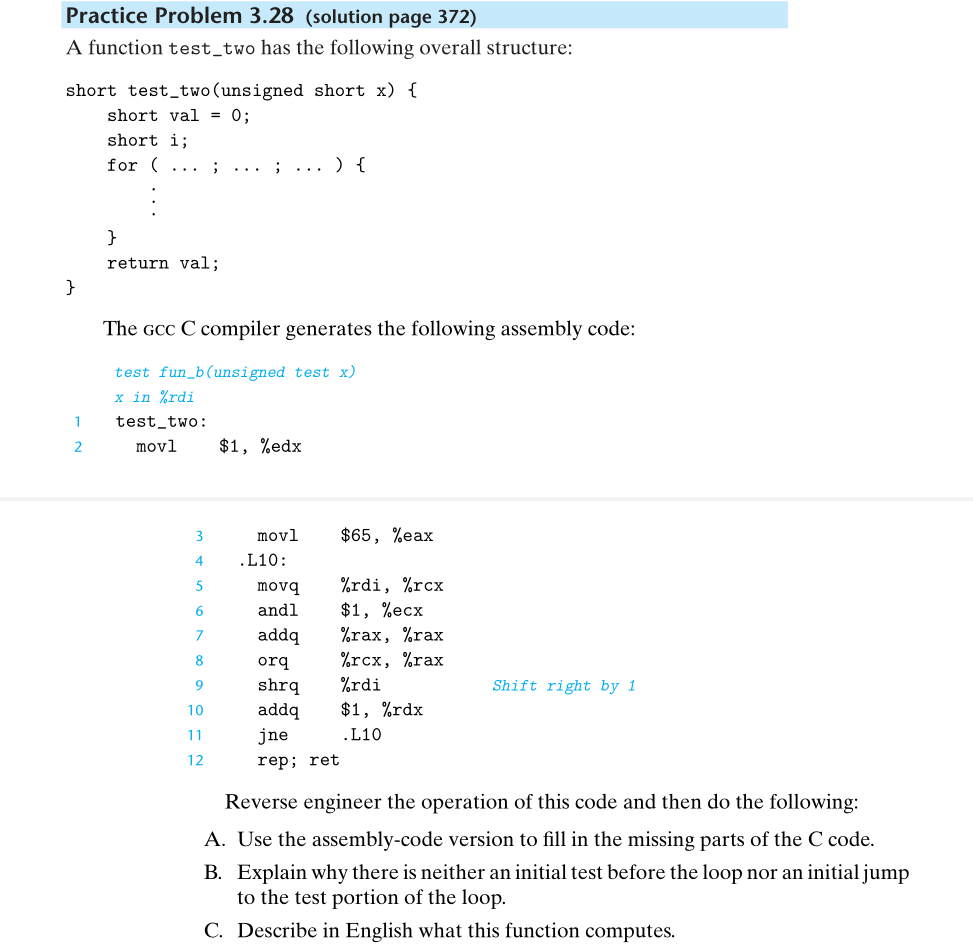 Practice Problem 3.28 (solution page 372)
A function test_two has the following overall structure:
short test_two(unsigned short x) {
short val = 0;
short i;
for ( ... ; ... ; ... ) {
.
.
.
}
return val;
}
The GCC C compiler generates the following assembly code:
test fun_b(unsigned test x)
x in %rdi
1 test_two:
2 movl $1, %edx
3 movl $65, %eax
4 .L10:
5 movq %rdi, %rcx
6 andl $1, %ecx
7 addq %rax, %rax
8 orq %rcx, %rax
9 shrq %rdi Shift right by 1
10 addq $1, %rdx
11 jne .L10
12 rep; ret
Reverse engineer the operation of this code and then do the following:
A. Use the assembly-code version to fill in the missing parts of the C code.
B. Explain why there is neither an initial test before the loop nor an initial jump
to the test portion of the loop.
C. Describe in English what this function computes.